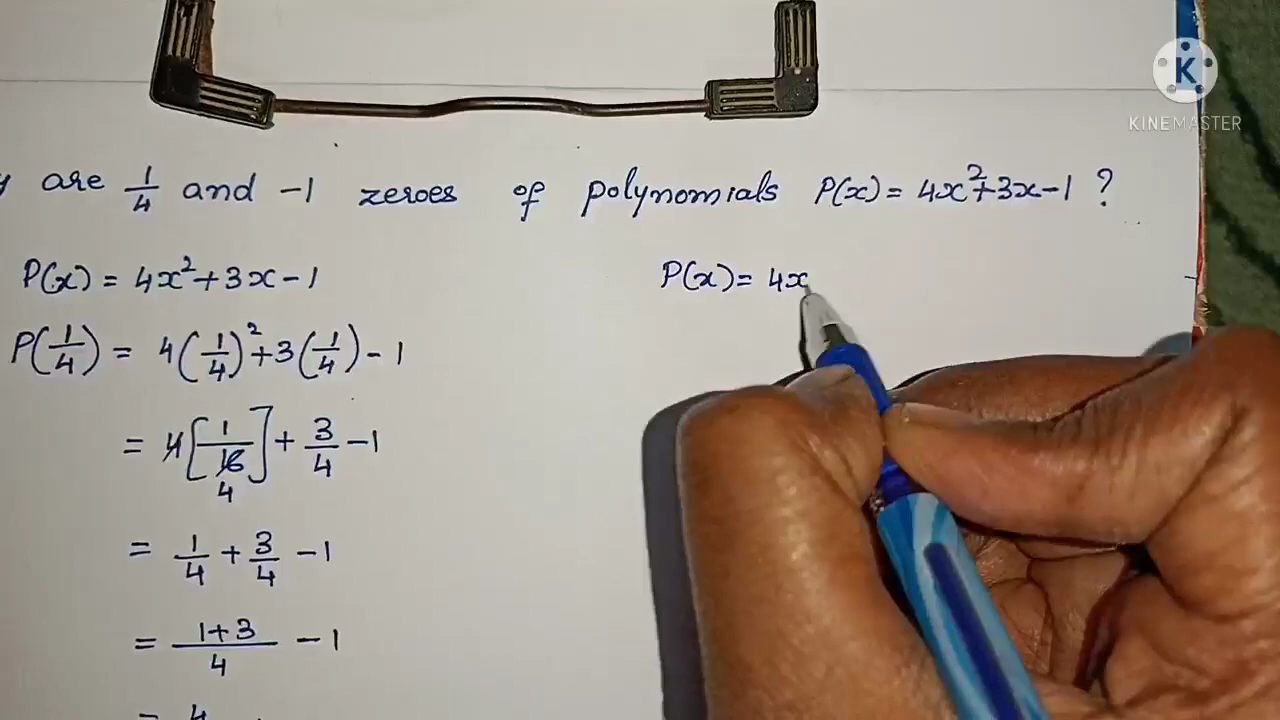 K
KINEMASTER
are 1/4 and -1 zeroes of polynomials P(x) = 4x²+3x-1 ?
P(x) = 4x²+3x-1
P(1/4) = 4(1/4)²+3(1/4)-1
= 4[1/16]+3/4-1
4
= 1/4+3/4-1
= 1+3/4 -1
= 4
P(x)= 4x